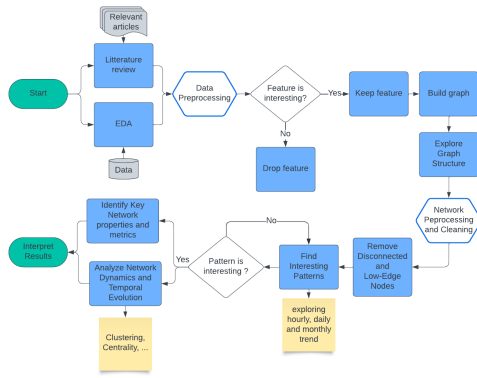 Relevant
articles
Litterature
review
Start
EDA
Data
Data
Preprocessing
Feature is
interesting?
Yes
No
Drop feature
Keep feature
Build graph
Explore
Graph
Structure
Network
Peprocessing
and Cleaning
Remove
Disconnected
and
Low-Edge
Nodes
Find
Interesting
Patterns
exploring
hourly, daily
and monthly
trend
No
Pattern is
interesting ?
Yes
Identify Key
Network
properties and
metrics
Analyze Network
Dynamics and
Temporal
Evolution
Clustering,
Centrality, ...
Interpret
Results